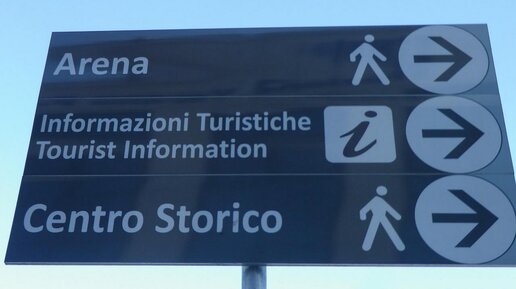 Arena
Informazioni Turistiche
Tourist Information
i
Centro Storico